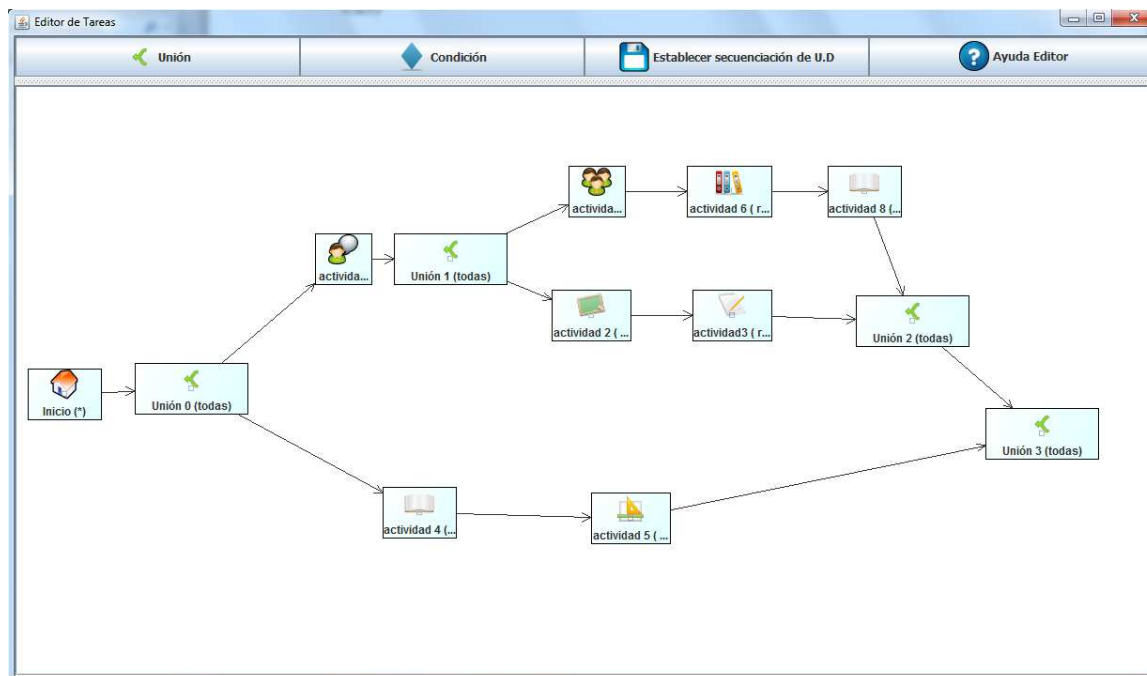 Editor de Tareas
Unión
Condición
Establecer secuenciación de U.D
Ayuda Editor
activida...
actividad 6 ( r...
actividad 8 (...
activida...
Unión 1 (todas)
actividad 2 ( ...
actividad3 ( r...
Unión 2 (todas)
Inicio (*)
Unión 0 (todas)
Unión 3 (todas)
actividad 4 (...
actividad 5 ( ...